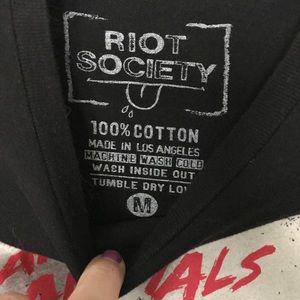 RIOT
SOCIETY
100% COTTON
MADE IN LOS ANGELES
MACHINE WASH COLD
WASH INSIDE OUT
TUMBLE DRY LOW
M